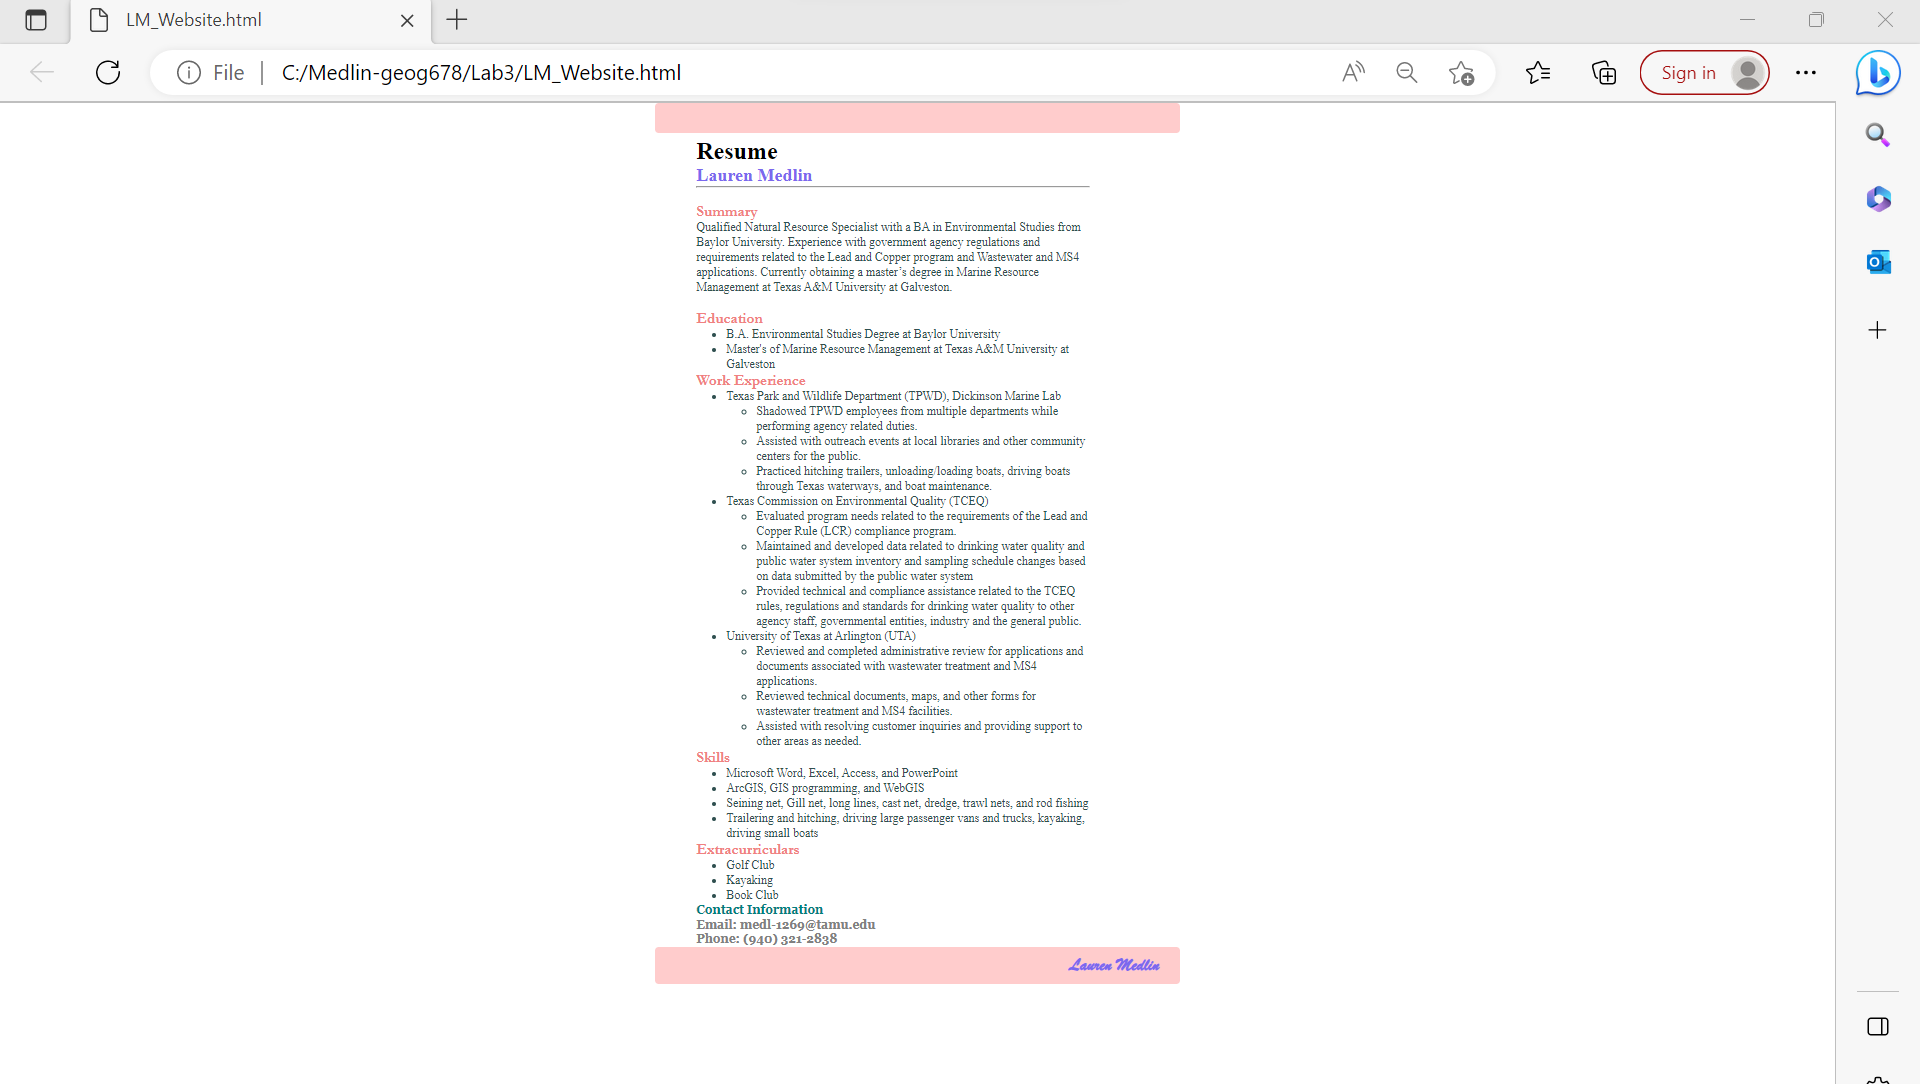 LM_Website.html
File
C:/Medlin-geog678/Lab3/LM_Website.html
Sign in
Resume
Lauren Medlin
Summary
Qualified Natural Resource Specialist with a BA in Environmental Studies from
Baylor University. Experience with government agency regulations and
requirements related to the Lead and Copper program and Wastewater and MS4
applications. Currently obtaining a master’s degree in Marine Resource
Management at Texas A&M University at Galveston.
Education
• B.A. Environmental Studies Degree at Baylor University
• Master's of Marine Resource Management at Texas A&M University at
Galveston
Work Experience
• Texas Park and Wildlife Department (TPWD), Dickinson Marine Lab
◦ Shadowed TPWD employees from multiple departments while
performing agency related duties.
◦ Assisted with outreach events at local libraries and other community
centers for the public.
◦ Practiced hitching trailers, unloading/loading boats, driving boats
through Texas waterways, and boat maintenance.
• Texas Commission on Environmental Quality (TCEQ)
◦ Evaluated program needs related to the requirements of the Lead and
Copper Rule (LCR) compliance program.
◦ Maintained and developed data related to drinking water quality and
public water system inventory and sampling schedule changes based
on data submitted by the public water system
◦ Provided technical and compliance assistance related to the TCEQ
rules, regulations and standards for drinking water quality to other
agency staff, governmental entities, industry and the general public.
• University of Texas at Arlington (UTA)
◦ Reviewed and completed administrative review for applications and
documents associated with wastewater treatment and MS4
applications.
◦ Reviewed technical documents, maps, and other forms for
wastewater treatment and MS4 facilities.
◦ Assisted with resolving customer inquiries and providing support to
other areas as needed.
Skills
• Microsoft Word, Excel, Access, and PowerPoint
• ArcGIS, GIS programming, and WebGIS
• Seining net, Gill net, long lines, cast net, dredge, trawl nets, and rod fishing
• Trailering and hitching, driving large passenger vans and trucks, kayaking,
driving small boats
Extracurriculars
• Golf Club
• Kayaking
• Book Club
Contact Information
Email: medl-1269@tamu.edu
Phone: (940) 321-2838
Lauren Medlin